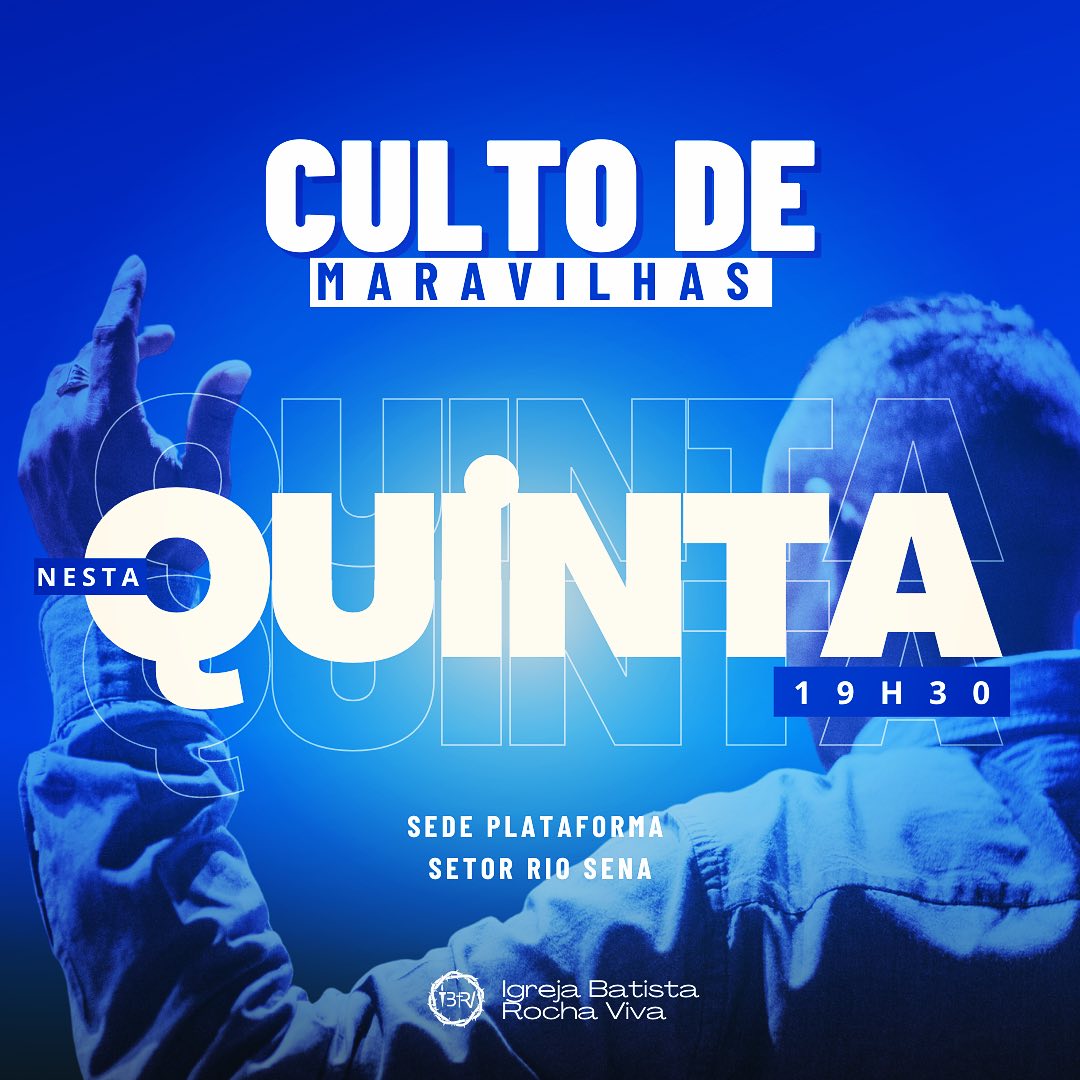 CULTO DE
MARAVILHAS
QUINTA
NESTA
QUINTA
19H30
QUINTA
SEDE PLATAFORMA
SETOR RIO SENA
IBRV
Igreja Batista
Rocha Viva